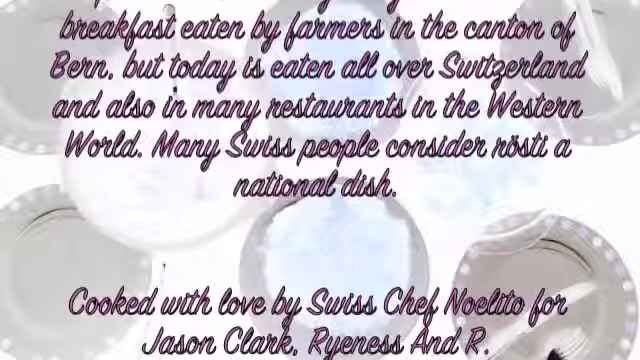 breakfast eaten by farmers in the canton of
Bern, but today is eaten all over Switzerland
and also in many restaurants in the Western
World. Many Swiss people consider rösti a
national dish.
Cooked with love by Swiss Chef Noelito for
Jason Clark, Ryeness And R.